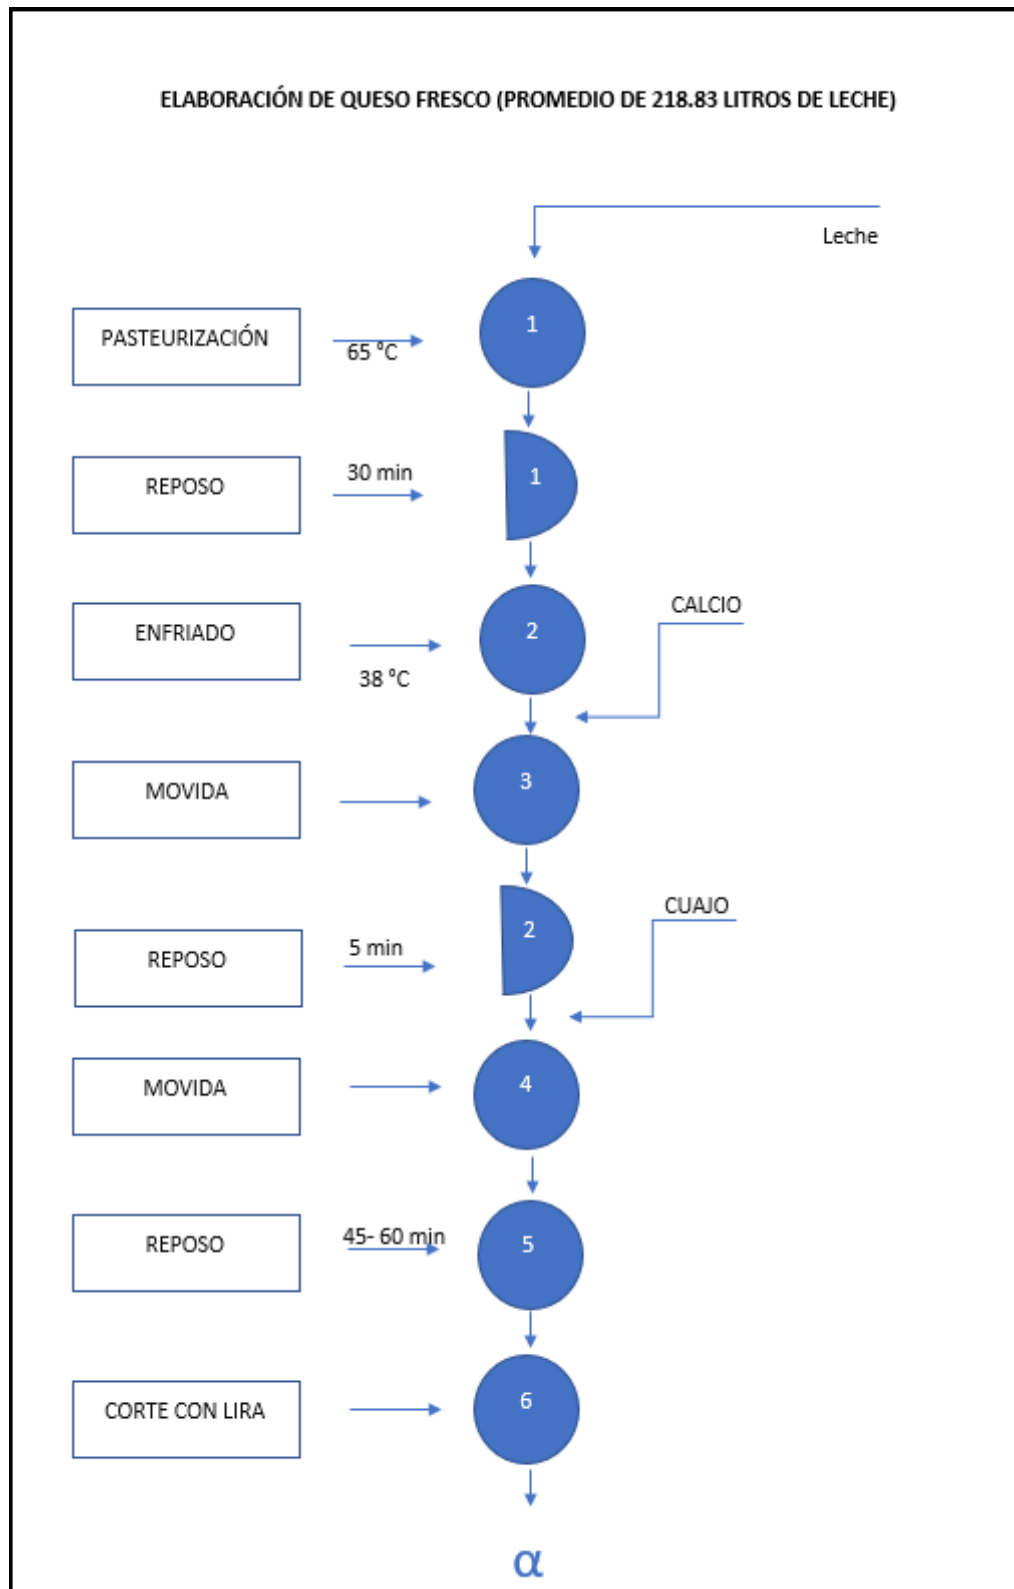 ELABORACIÓN DE QUESO FRESCO (PROMEDIO DE 218.83 LITROS DE LECHE)
Leche
PASTEURIZACIÓN
65 °C
1
REPOSO
30 min
1
ENFRIADO
38 °C
2
CALCIO
MOVIDA
3
REPOSO
5 min
2
CUAJO
MOVIDA
4
REPOSO
45- 60 min
5
CORTE CON LIRA
6
α